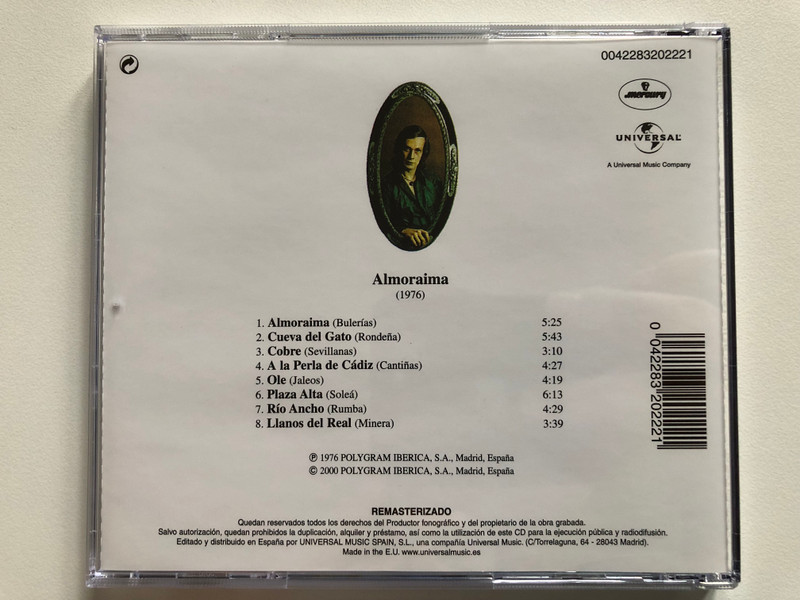 0042283202221
mercury
UNIVERSAL
A Universal Music Company
Almoraima
(1976)
1. Almoraima (Bulerías) 5:25
2. Cueva del Gato (Rondeña) 5:43
3. Cobre (Sevillanas) 3:10
4. A la Perla de Cádiz (Cantiñas) 4:27
5. Ole (Jaleos) 4:19
6. Plaza Alta (Soleá) 6:13
7. Río Ancho (Rumba) 4:29
8. Llanos del Real (Minera) 3:39
0 042283 202221
℗ 1976 POLYGRAM IBERICA, S.A., Madrid, España
© 2000 POLYGRAM IBERICA, S.A., Madrid, España
REMASTERIZADO
Quedan reservados todos los derechos del Productor fonográfico y del propietario de la obra grabada.
Salvo autorización, quedan prohibidos la duplicación, alquiler y préstamo, así como la utilización de este CD para la ejecución pública y radiodifusión.
Editado y distribuido en España por UNIVERSAL MUSIC SPAIN, S.L., una compañía Universal Music. (C/Torrelaguna, 64 - 28043 Madrid).
Made in the E.U. www.universalmusic.es